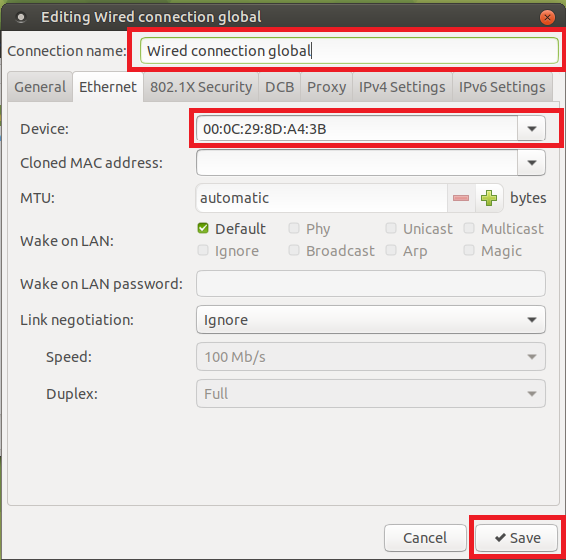 Editing Wired connection global
Connection name: Wired connection global
General Ethernet 802.1X Security DCB Proxy IPv4 Settings IPv6 Settings
Device: 00:0C:29:8D:A4:3B
Cloned MAC address:
MTU: automatic bytes
Wake on LAN: Default Phy Unicast Multicast
Ignore Broadcast Arp Magic
Wake on LAN password:
Link negotiation: Ignore
Speed: 100 Mb/s
Duplex: Full
Cancel Save